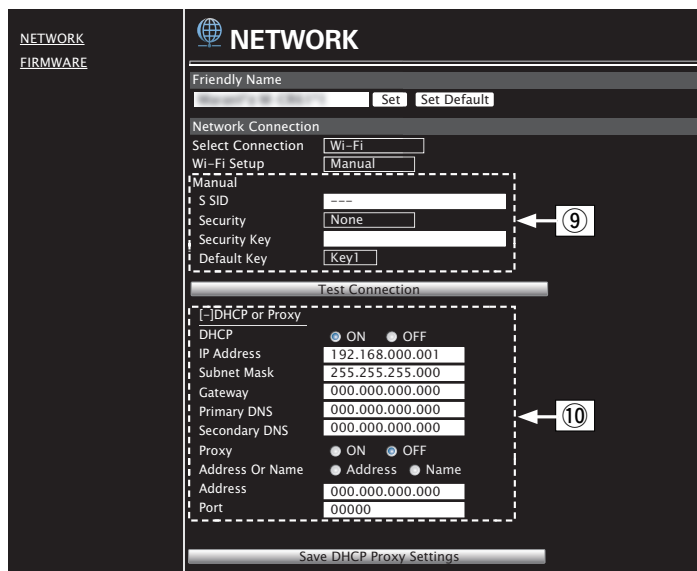 NETWORK
FIRMWARE
NETWORK
Friendly Name
Set Set Default
Network Connection
Select Connection Wi-Fi
Wi-Fi Setup Manual
Manual
S SID ---
Security None
Security Key
Default Key Key1
⑨
Test Connection
[-]DHCP or Proxy
DHCP ON OFF
IP Address 192.168.000.001
Subnet Mask 255.255.255.000
Gateway 000.000.000.000
Primary DNS 000.000.000.000
Secondary DNS 000.000.000.000
⑩
Proxy ON OFF
Address Or Name Address Name
Address 000.000.000.000
Port 00000
Save DHCP Proxy Settings